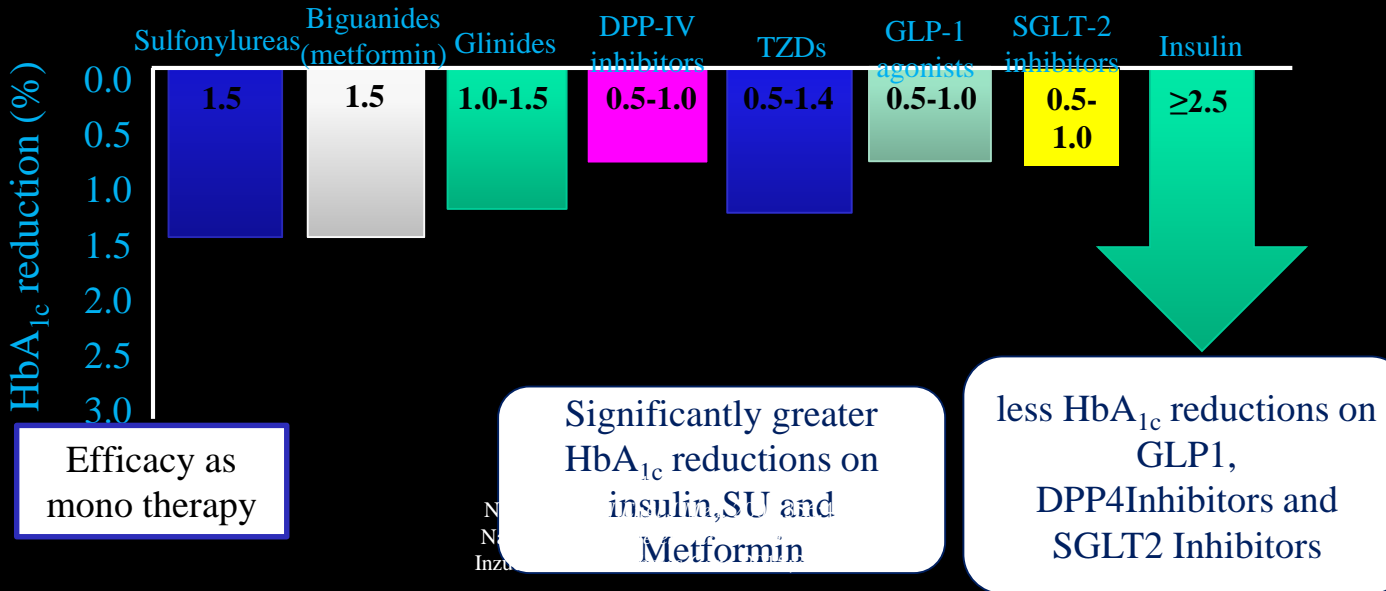 Sulfonylureas
Biguanides
(metformin)
Glinides
DPP-IV
inhibitors
TZDs
GLP-1
agonists
SGLT-2
inhibitors
Insulin
HbA1c reduction (%)
0.0
0.5
1.0
1.5
2.0
2.5
3.0
1.5
1.5
1.0-1.5
0.5-1.0
0.5-1.4
0.5-1.0
0.5-
1.0
≥2.5
Efficacy as
mono therapy
Significantly greater
HbA1c reductions on
insulin,SU and
Metformin
less HbA1c reductions on
GLP1,
DPP4Inhibitors and
SGLT2 Inhibitors